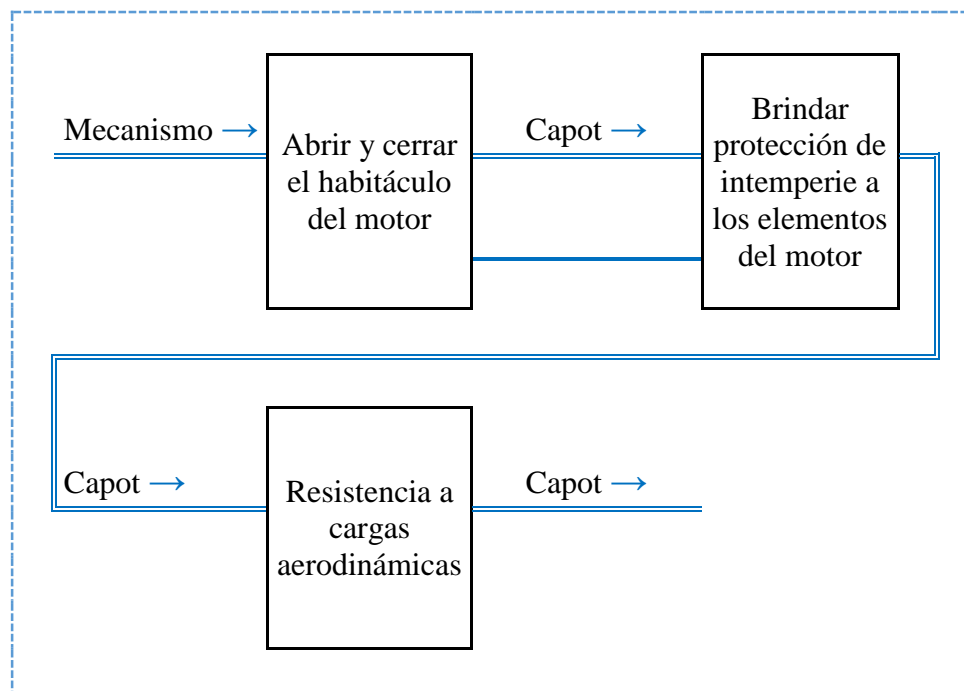 Mecanismo →
Abrir y cerrar
el habitáculo
del motor
Capot →
Brindar
protección de
intemperie a
los elementos
del motor
Capot →
Resistencia a
cargas
aerodinámicas
Capot →